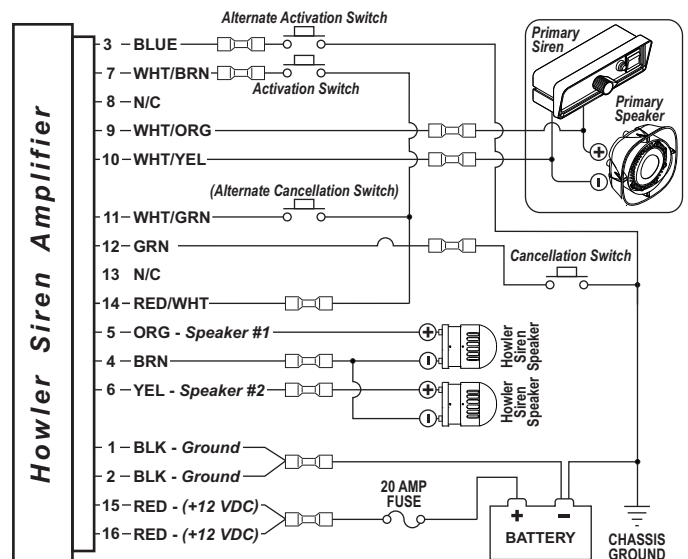 Howler Siren Amplifier
Alternate Activation Switch
3 BLUE
7 WHT/BRN
Activation Switch
8 N/C
9 WHT/ORG
10 WHT/YEL
Primary
Siren
Primary
Speaker
+
-
(Alternate Cancellation Switch)
11 WHT/GRN
12 GRN
Cancellation Switch
13 N/C
14 RED/WHT
5 ORG - Speaker #1
4 BRN
6 YEL - Speaker #2
+
-
Howler
Siren
Speaker
+
-
Howler
Siren
Speaker
1 BLK - Ground
2 BLK - Ground
15 RED - (+12 VDC)
16 RED - (+12 VDC)
20 AMP
FUSE
+ -
BATTERY
CHASSIS
GROUND